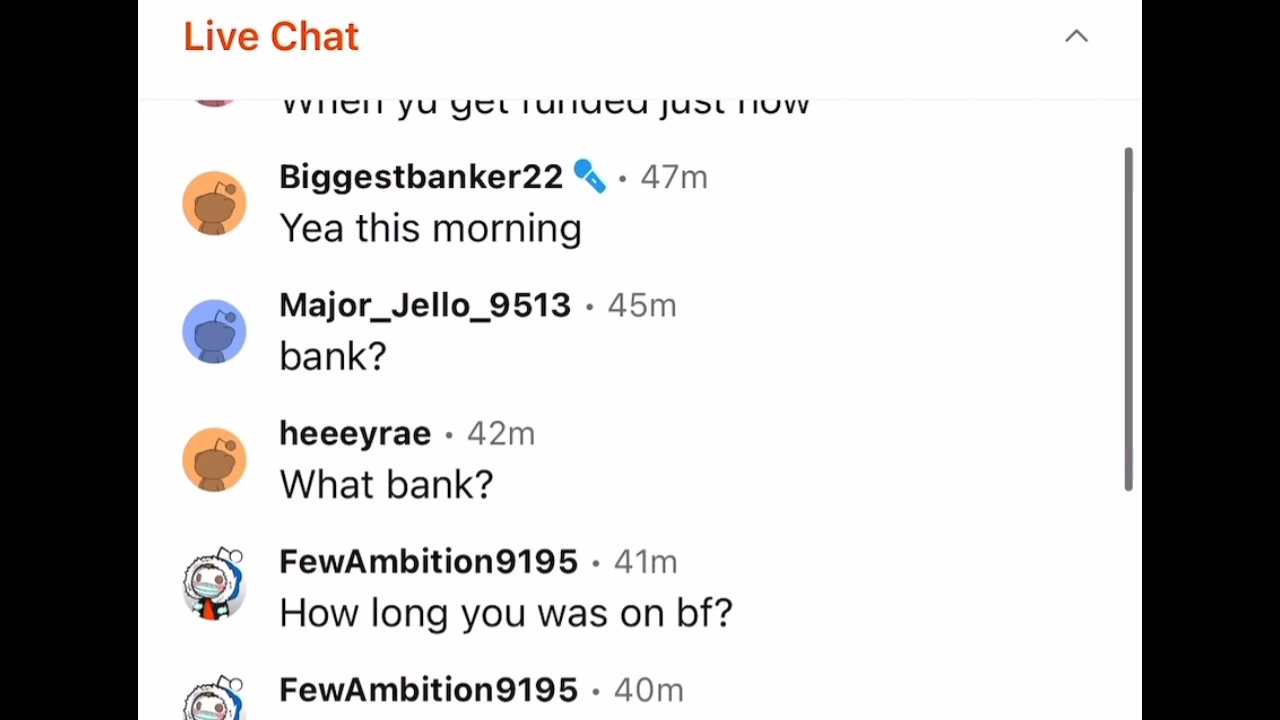 Live Chat
When yu get funded just now
Biggestbanker22 • 47m
Yea this morning
Major_Jello_9513 • 45m
bank?
heeeyrae • 42m
What bank?
FewAmbition9195 • 41m
How long you was on bf?
FewAmbition9195 • 40m